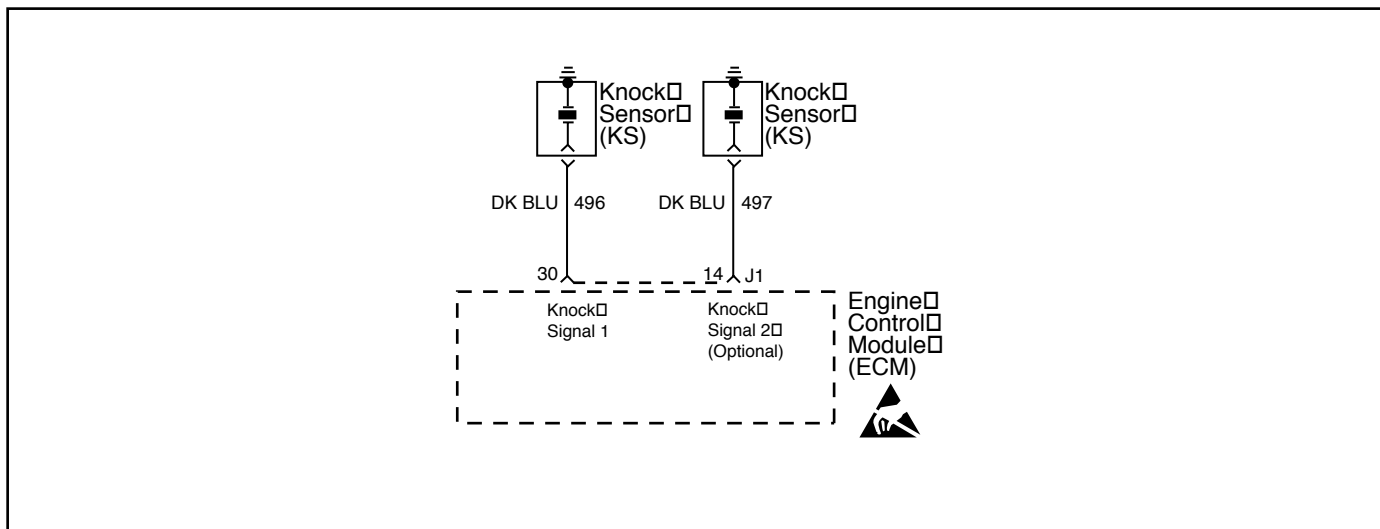 Knock
Sensor
(KS)
Knock
Sensor
(KS)
DK BLU 496
DK BLU 497
30
14 J1
Knock
Signal 1
Knock
Signal 2
(Optional)
Engine
Control
Module
(ECM)